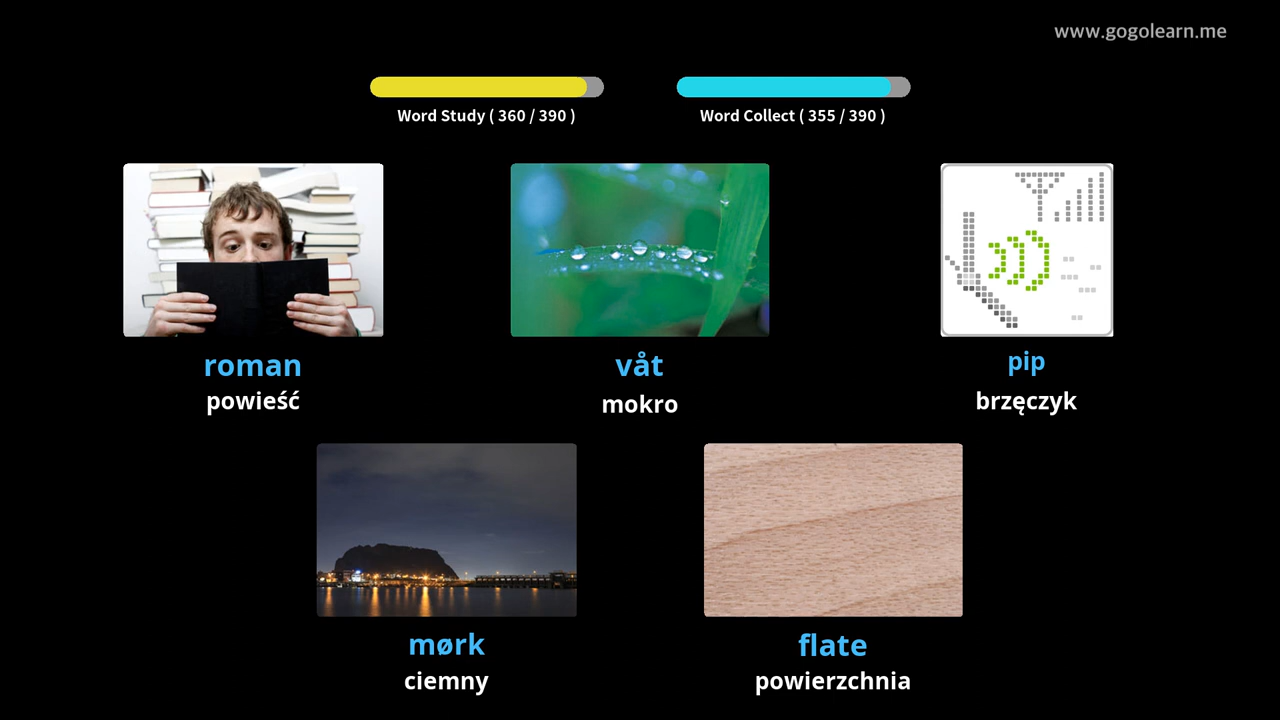 www.gogolearn.me
Word Study ( 360 / 390 )
Word Collect ( 355 / 390 )
roman
powieść
våt
mokro
pip
brzęczyk
mørk
ciemny
flate
powierzchnia